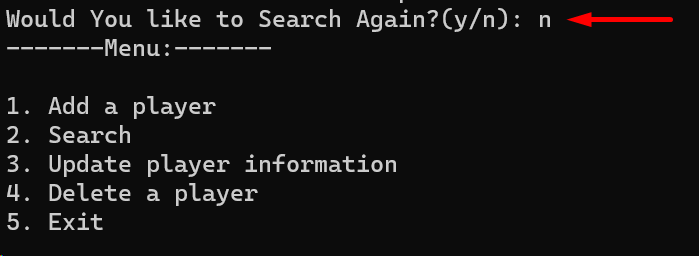 Would You like to Search Again?(y/n): n
-------Menu:-------
1. Add a player
2. Search
3. Update player information
4. Delete a player
5. Exit